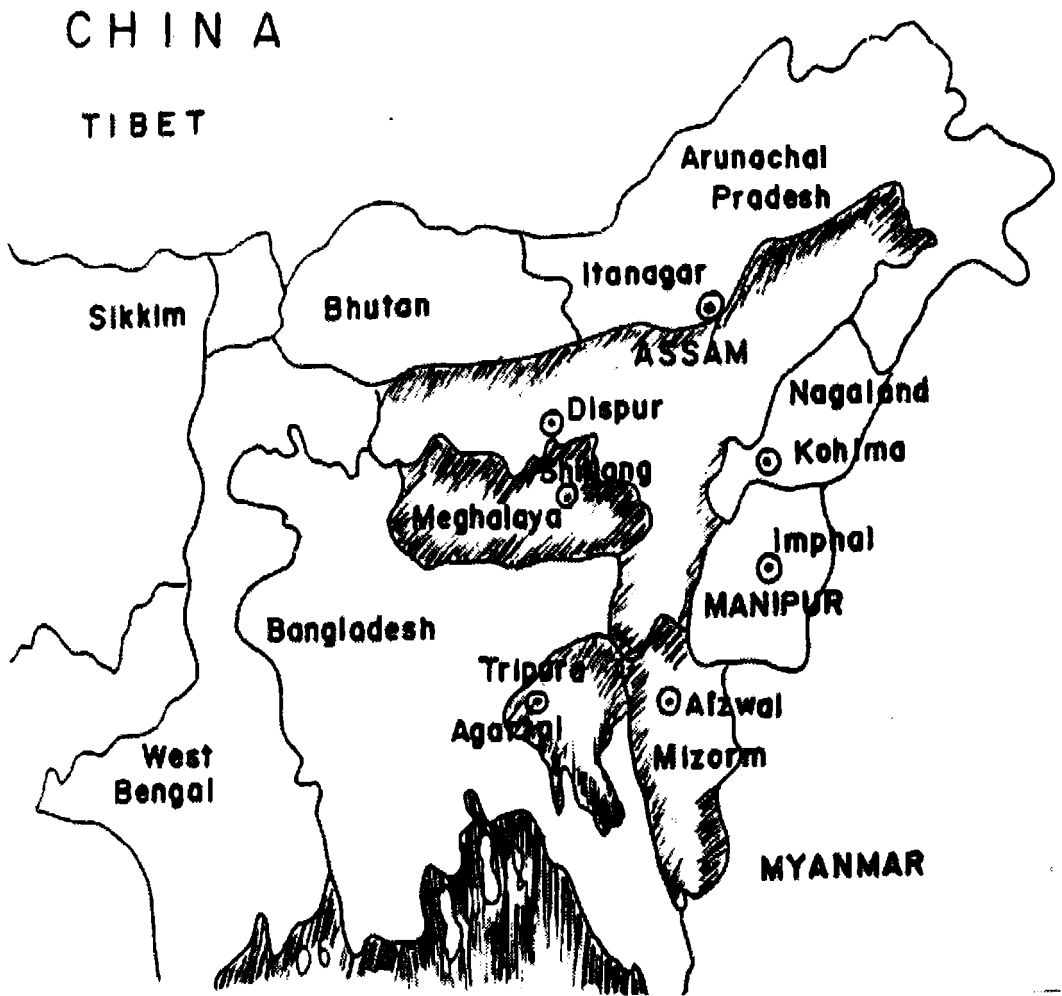 CHINA
TIBET
Arunachal
Pradesh
Itanagar
Sikkim
Bhutan
ASSAM
Nagaland
Dispur
Kohima
Shillong
Meghalaya
Imphal
MANIPUR
Bangladesh
Tripura
Agartal
Aizwal
Mizorm
West
Bengal
MYANMAR